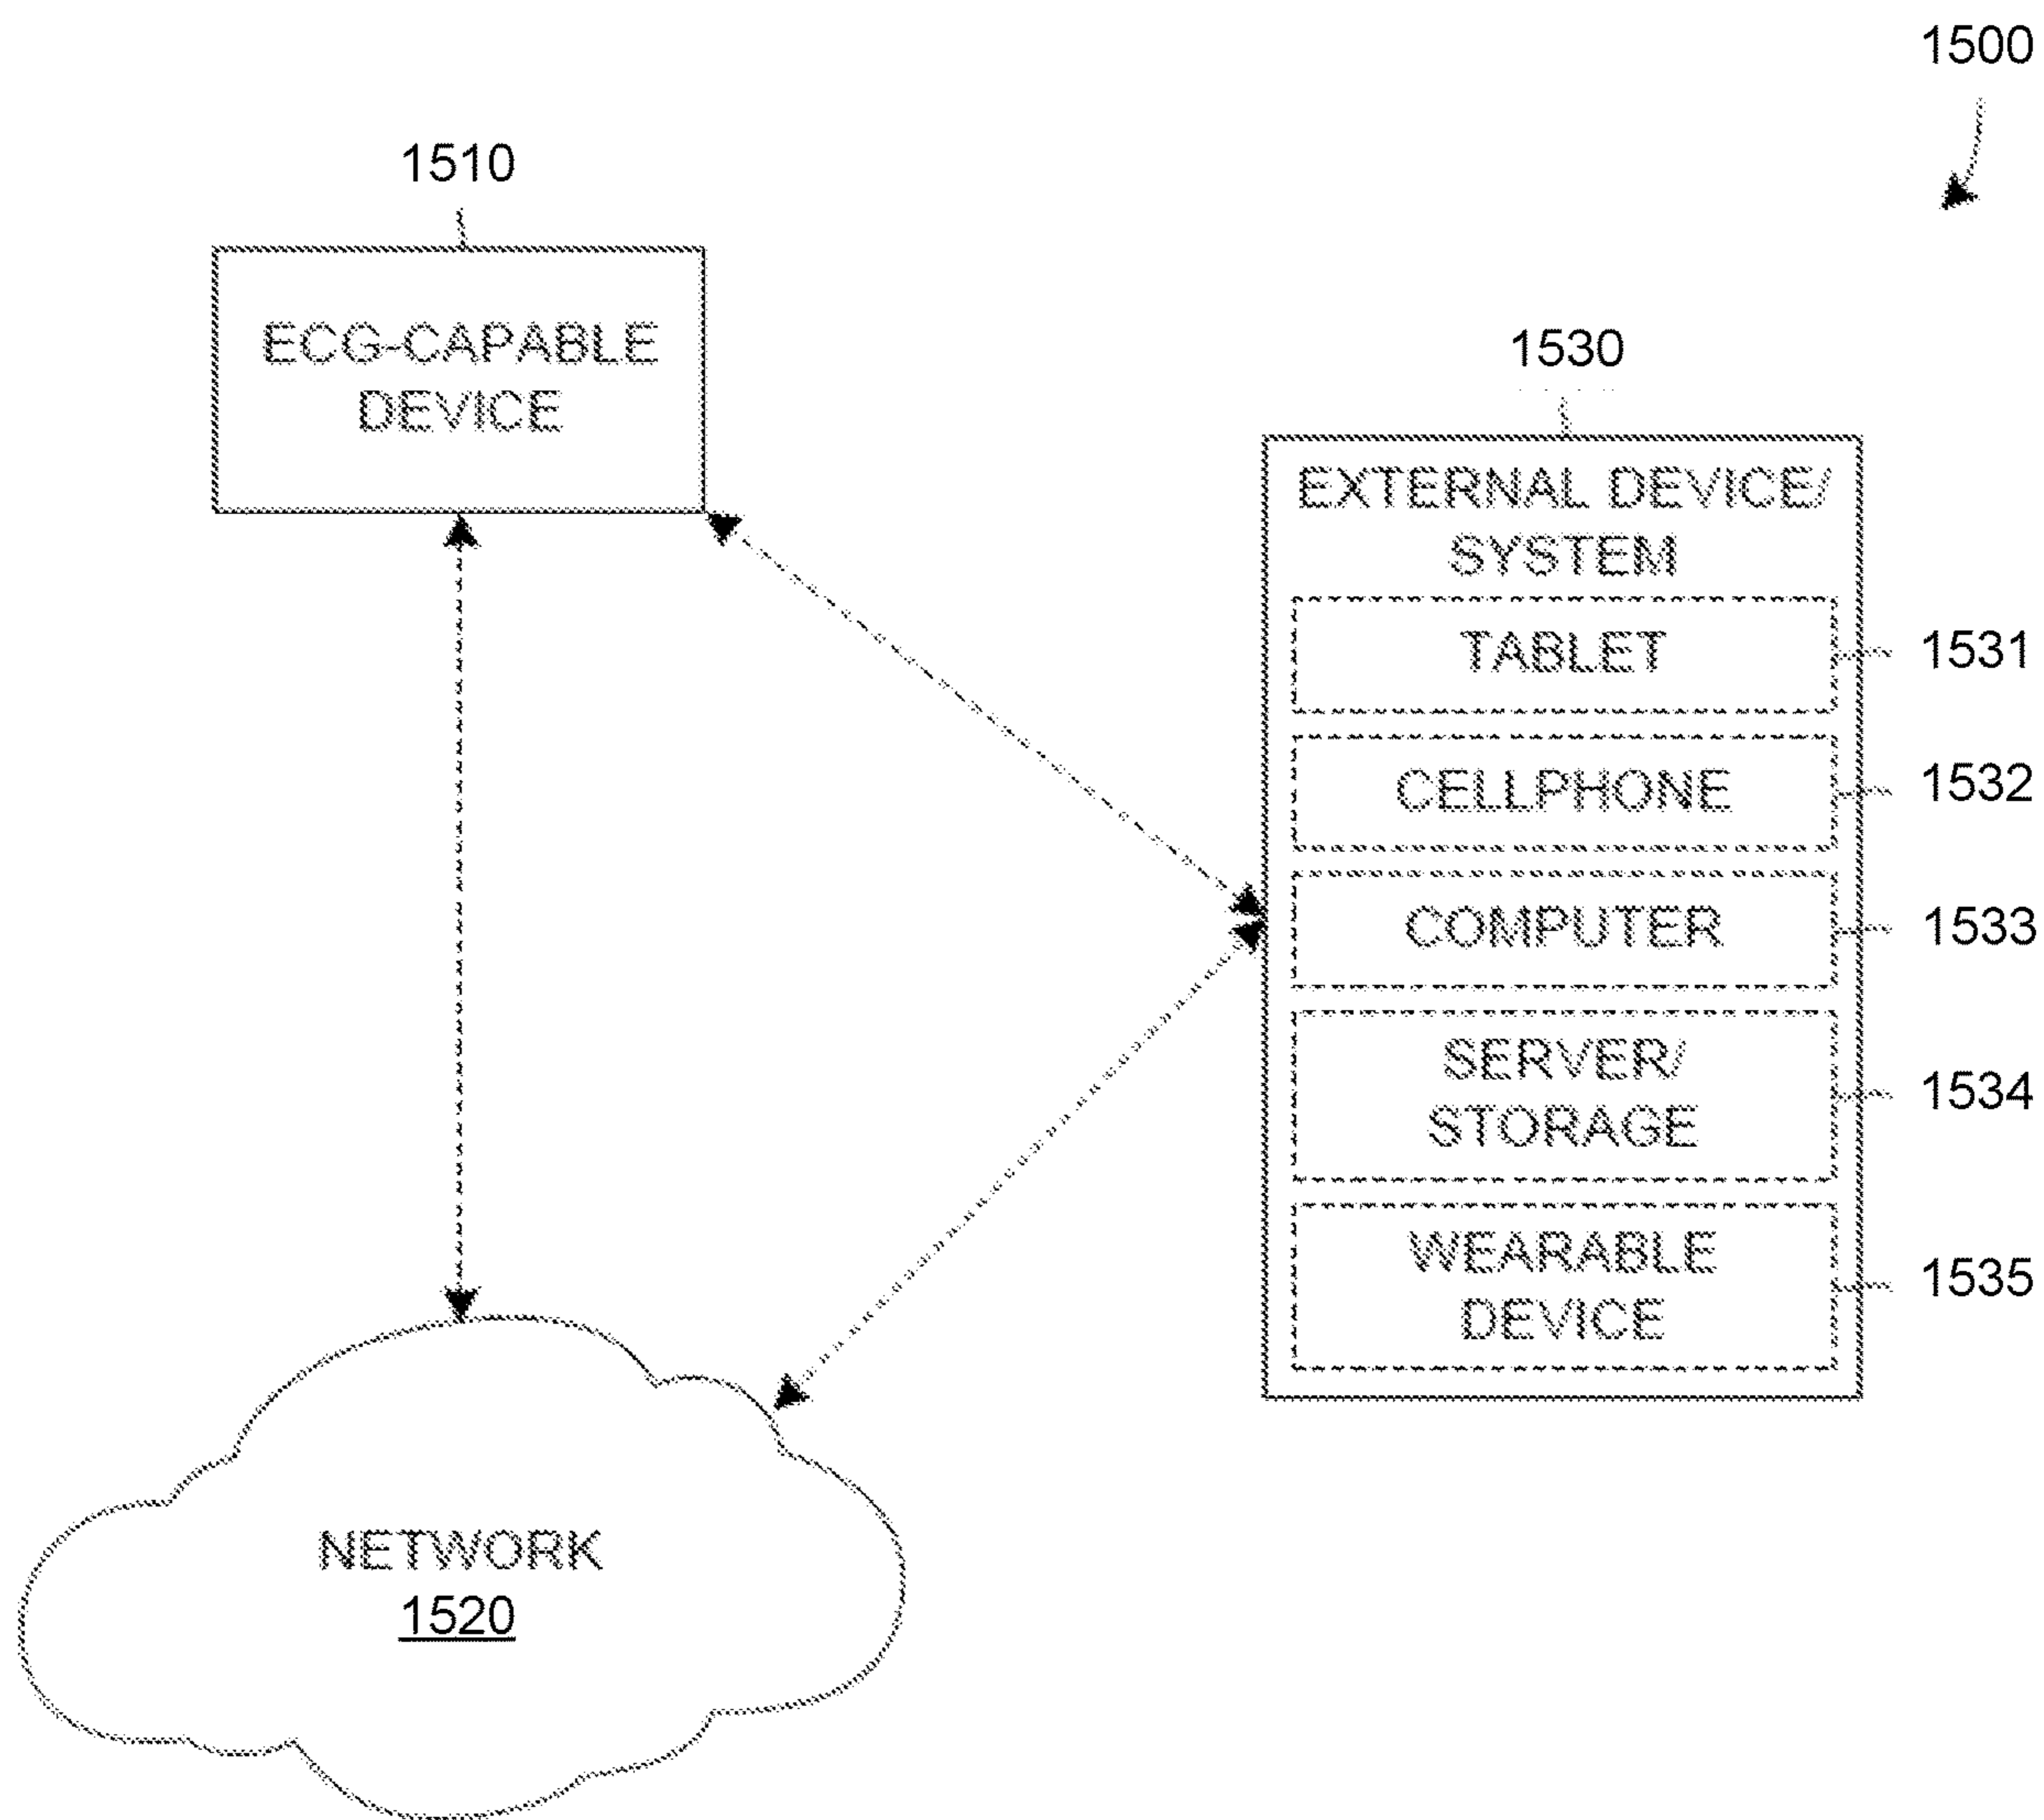 1500
1510
ECG-CAPABLE
DEVICE
1530
EXTERNAL DEVICE/
SYSTEM
TABLET
1531
CELLPHONE
1532
COMPUTER
1533
SERVER/
STORAGE
1534
WEARABLE
DEVICE
1535
NETWORK
1520